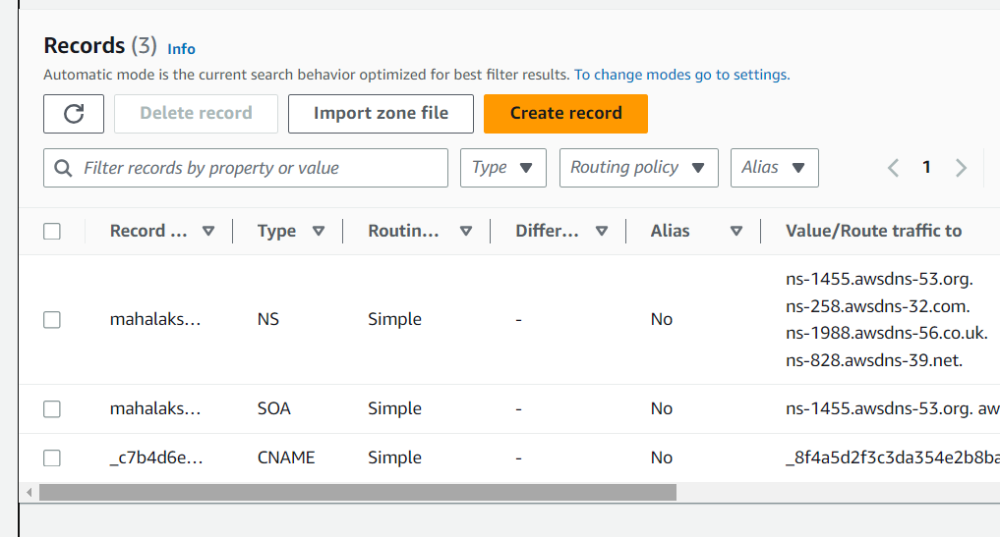 Records (3) Info
Automatic mode is the current search behavior optimized for best filter results. To change modes go to settings.
Delete record Import zone file Create record
Filter records by property or value Type Routing policy Alias 1
Record ... Type Routin... Differ... Alias Value/Route traffic to
ns-1455.awsdns-53.org.
ns-258.awsdns-32.com.
mahalaks... NS Simple - No
ns-1988.awsdns-56.co.uk.
ns-828.awsdns-39.net.
mahalaks... SOA Simple - No ns-1455.awsdns-53.org. aw
_c7b4d6e... CNAME Simple - No _8f4a5d2f3c3da354e2b8ba